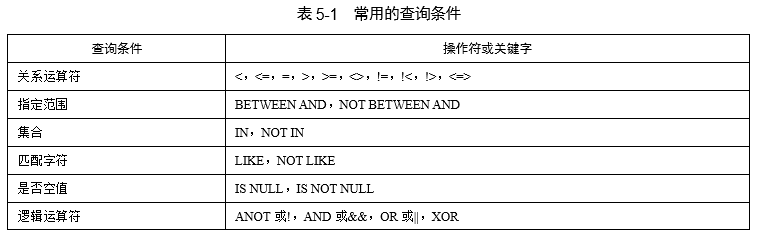 表 5-1 常用的查询条件
查询条件 操作符或关键字
关系运算符 <，<=，=，>，>=，<>，!=，!<，!>，<=>
指定范围 BETWEEN AND，NOT BETWEEN AND
集合 IN，NOT IN
匹配字符 LIKE，NOT LIKE
是否空值 IS NULL，IS NOT NULL
逻辑运算符 ANOT 或!，AND 或&&，OR 或||，XOR